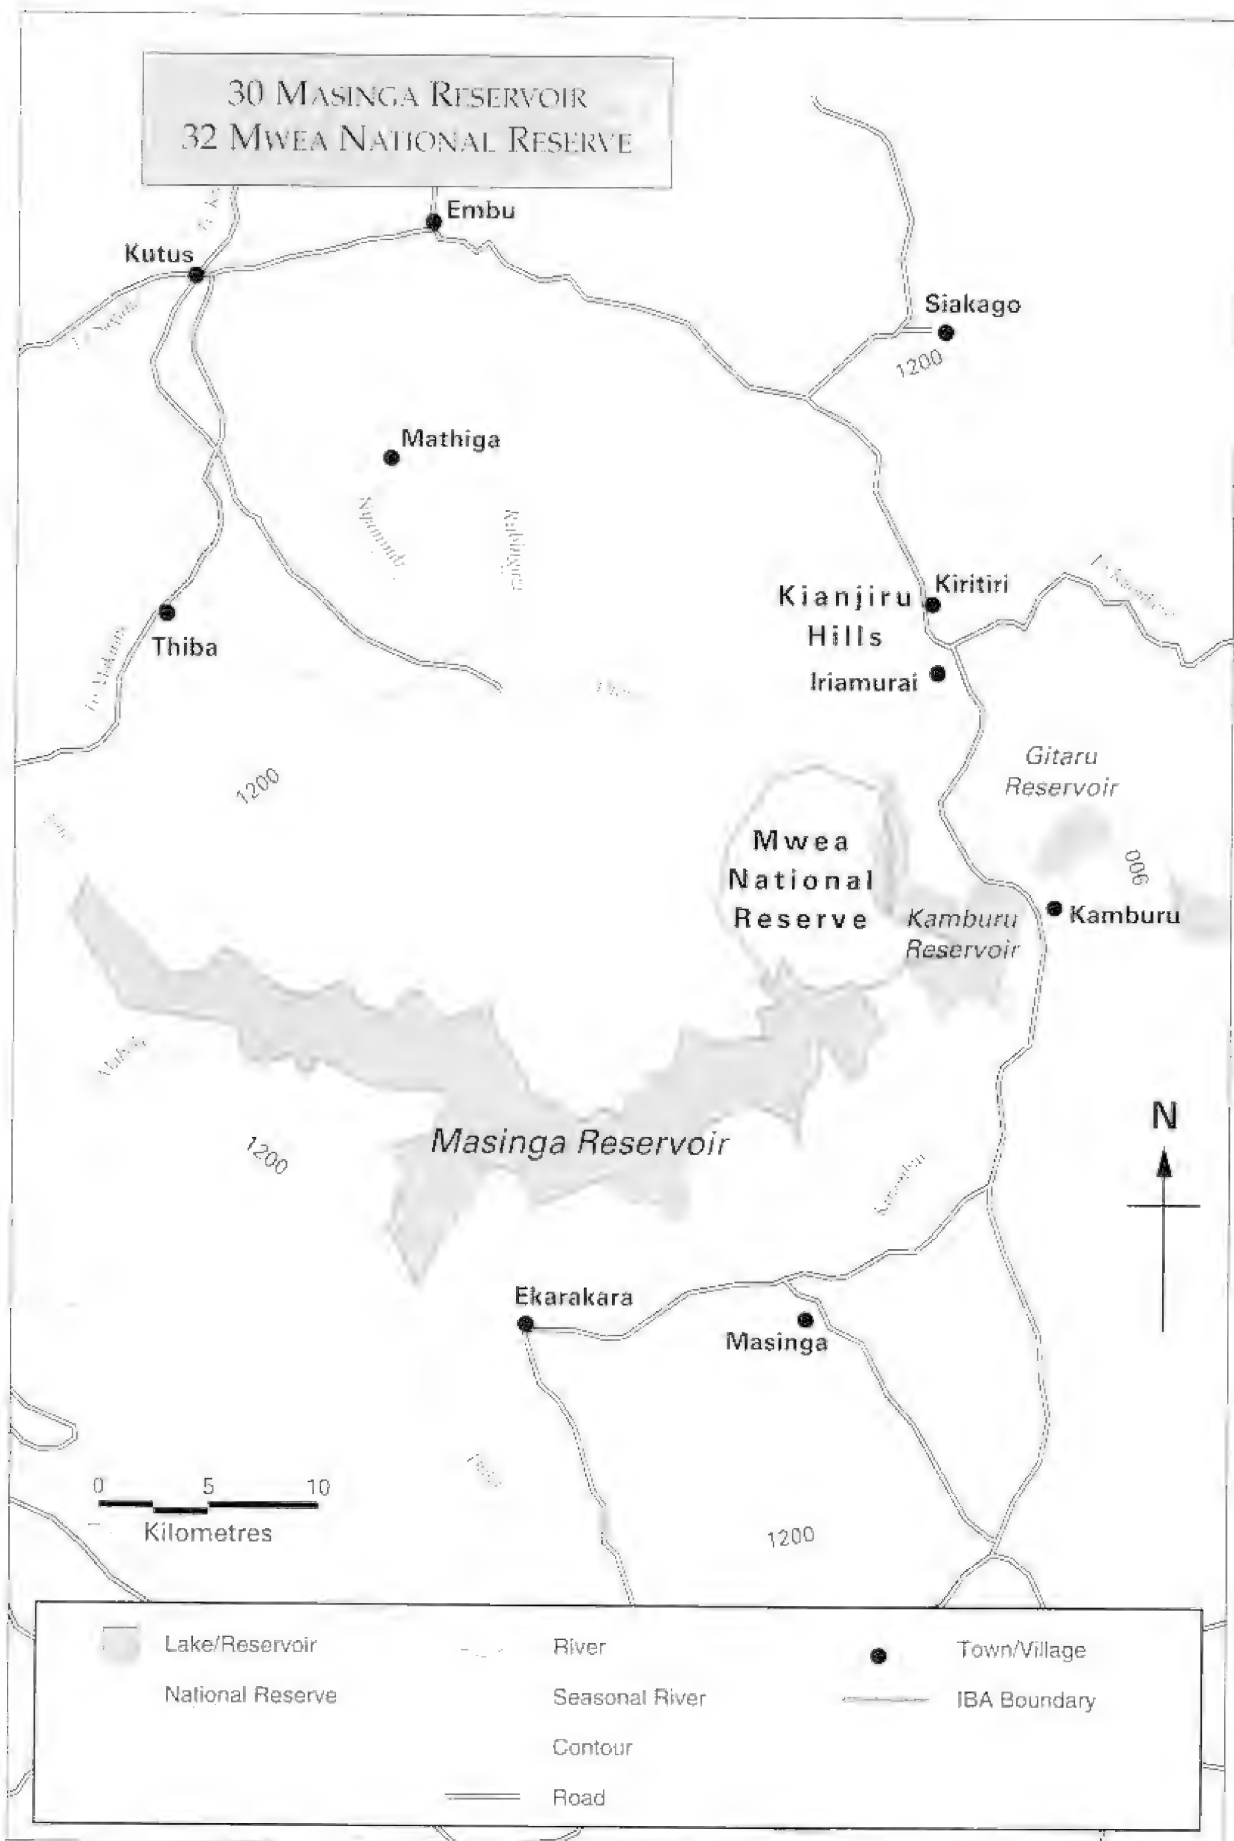 30 MASINGA RESERVOIR
32 MWEA NATIONAL RESERVE
Embu
Kutus
Siakago
1200
Mathiga
Kiritiri
Kianjiru
Hills
Iriamurai
Thiba
1200
Gitaru
Reservoir
Mwea
National
Reserve
900
Kamburu
Kamburu
Reservoir
Masinga Reservoir
1200
N
Ekarakara
Masinga
0 5 10
Kilometres
1200
Lake/Reservoir
National Reserve
River
Seasonal River
Contour
Road
Town/Village
IBA Boundary